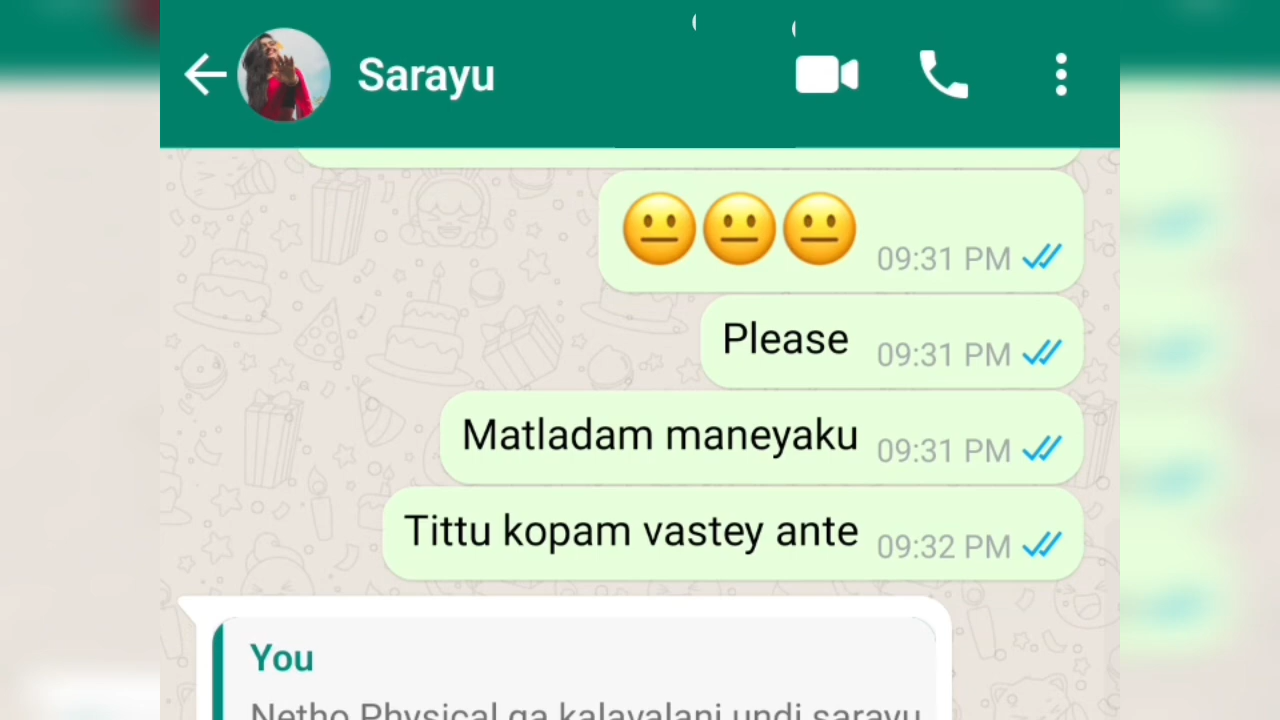 Sarayu
😐😐😐 09:31 PM
Please 09:31 PM
Matladam maneyaku 09:31 PM
Tittu kopam vastey ante 09:32 PM
You
Netho Physical ga kalavalani undi sarayu